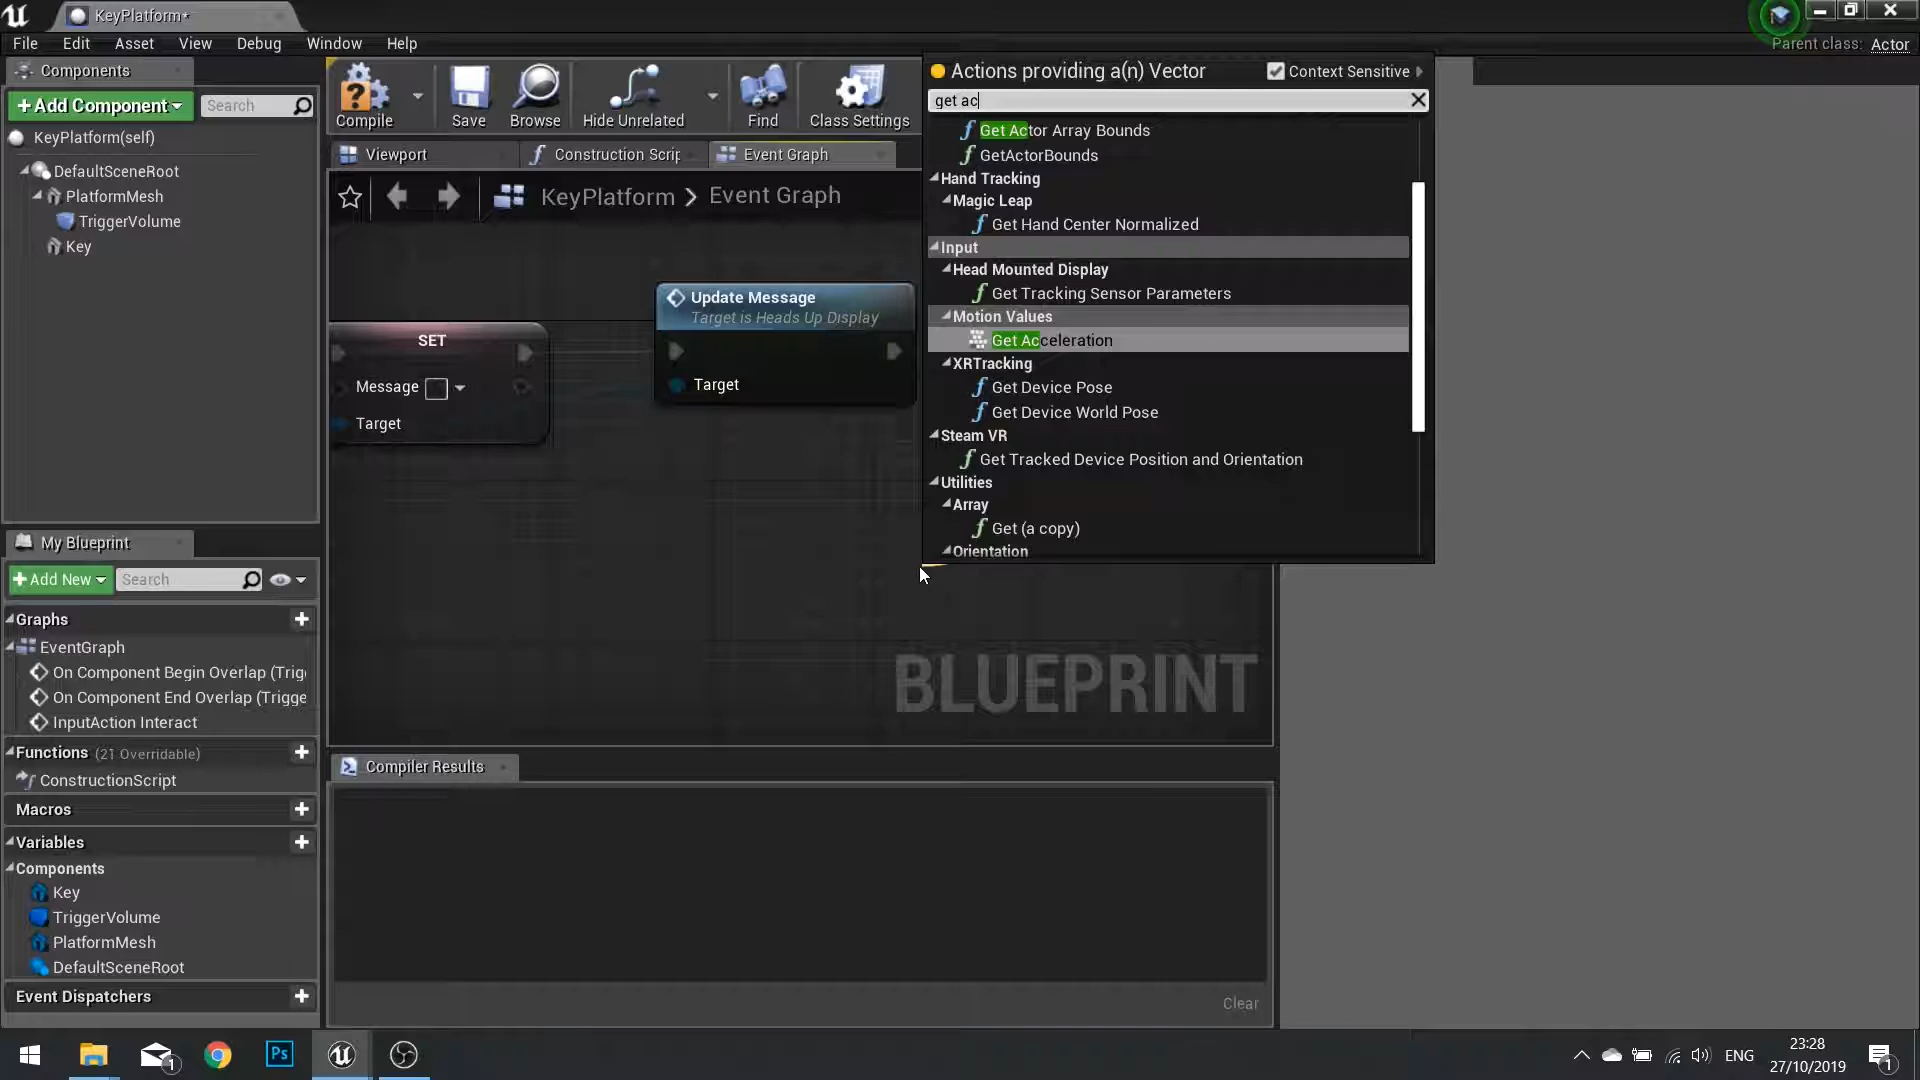 KeyPlatform*
File Edit Asset View Debug Window Help
Parent class: Actor
Components
+Add Component
Search
KeyPlatform(self)
DefaultSceneRoot
PlatformMesh
TriggerVolume
Key
Compile
Save
Browse
Hide Unrelated
Find
Class Settings
Viewport
Construction Scrip
Event Graph
KeyPlatform > Event Graph
SET
Message
Target
Update Message
Target is Heads Up Display
Target
BLUEPRINT
Actions providing a(n) Vector
Context Sensitive
get ac
Get Actor Array Bounds
GetActorBounds
Hand Tracking
Magic Leap
Get Hand Center Normalized
Input
Head Mounted Display
Get Tracking Sensor Parameters
Motion Values
Get Acceleration
XRTracking
Get Device Pose
Get Device World Pose
Steam VR
Get Tracked Device Position and Orientation
Utilities
Array
Get (a copy)
Orientation
My Blueprint
+Add New
Search
Graphs
EventGraph
On Component Begin Overlap (Trig
On Component End Overlap (Trigge
InputAction Interact
Functions (21 Overridable)
ConstructionScript
Macros
Variables
Components
Key
TriggerVolume
PlatformMesh
DefaultSceneRoot
Event Dispatchers
Compiler Results
Clear
1
Ps
ENG
23:28
27/10/2019
1